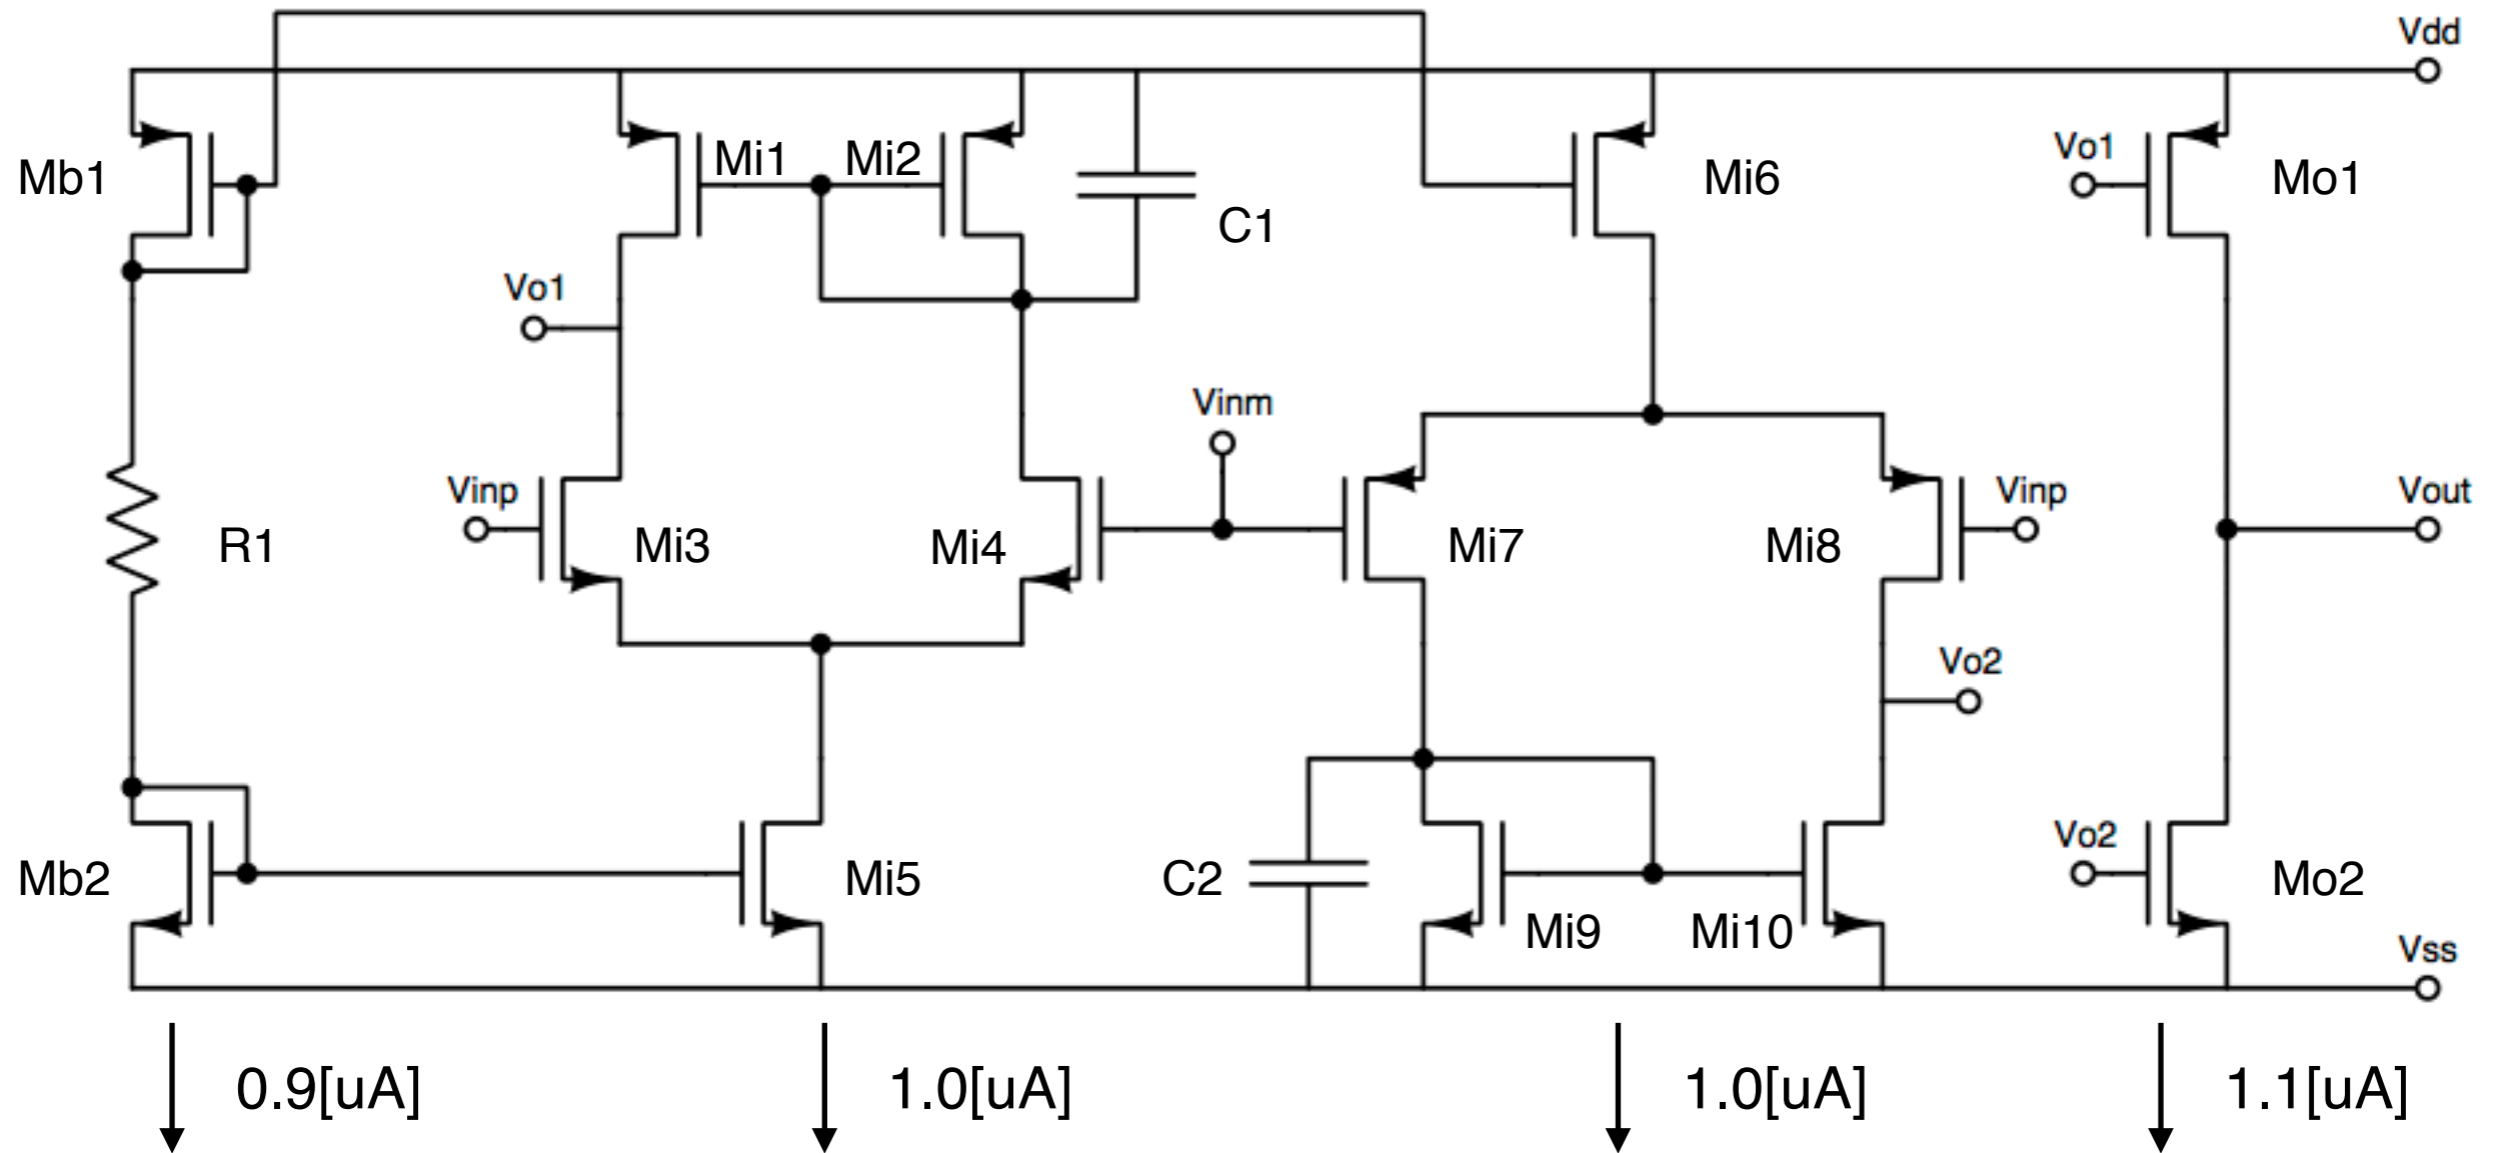 Vdd
Mb1
Mi1
Mi2
C1
Mi6
Vo1
Mo1
Vo1
Vinm
Vinp
Vinp
Vout
R1
Mi3
Mi4
Mi7
Mi8
Vo2
Vo2
Mb2
Mi5
C2
Mi9
Mi10
Mo2
Vss
0.9[uA]
1.0[uA]
1.0[uA]
1.1[uA]